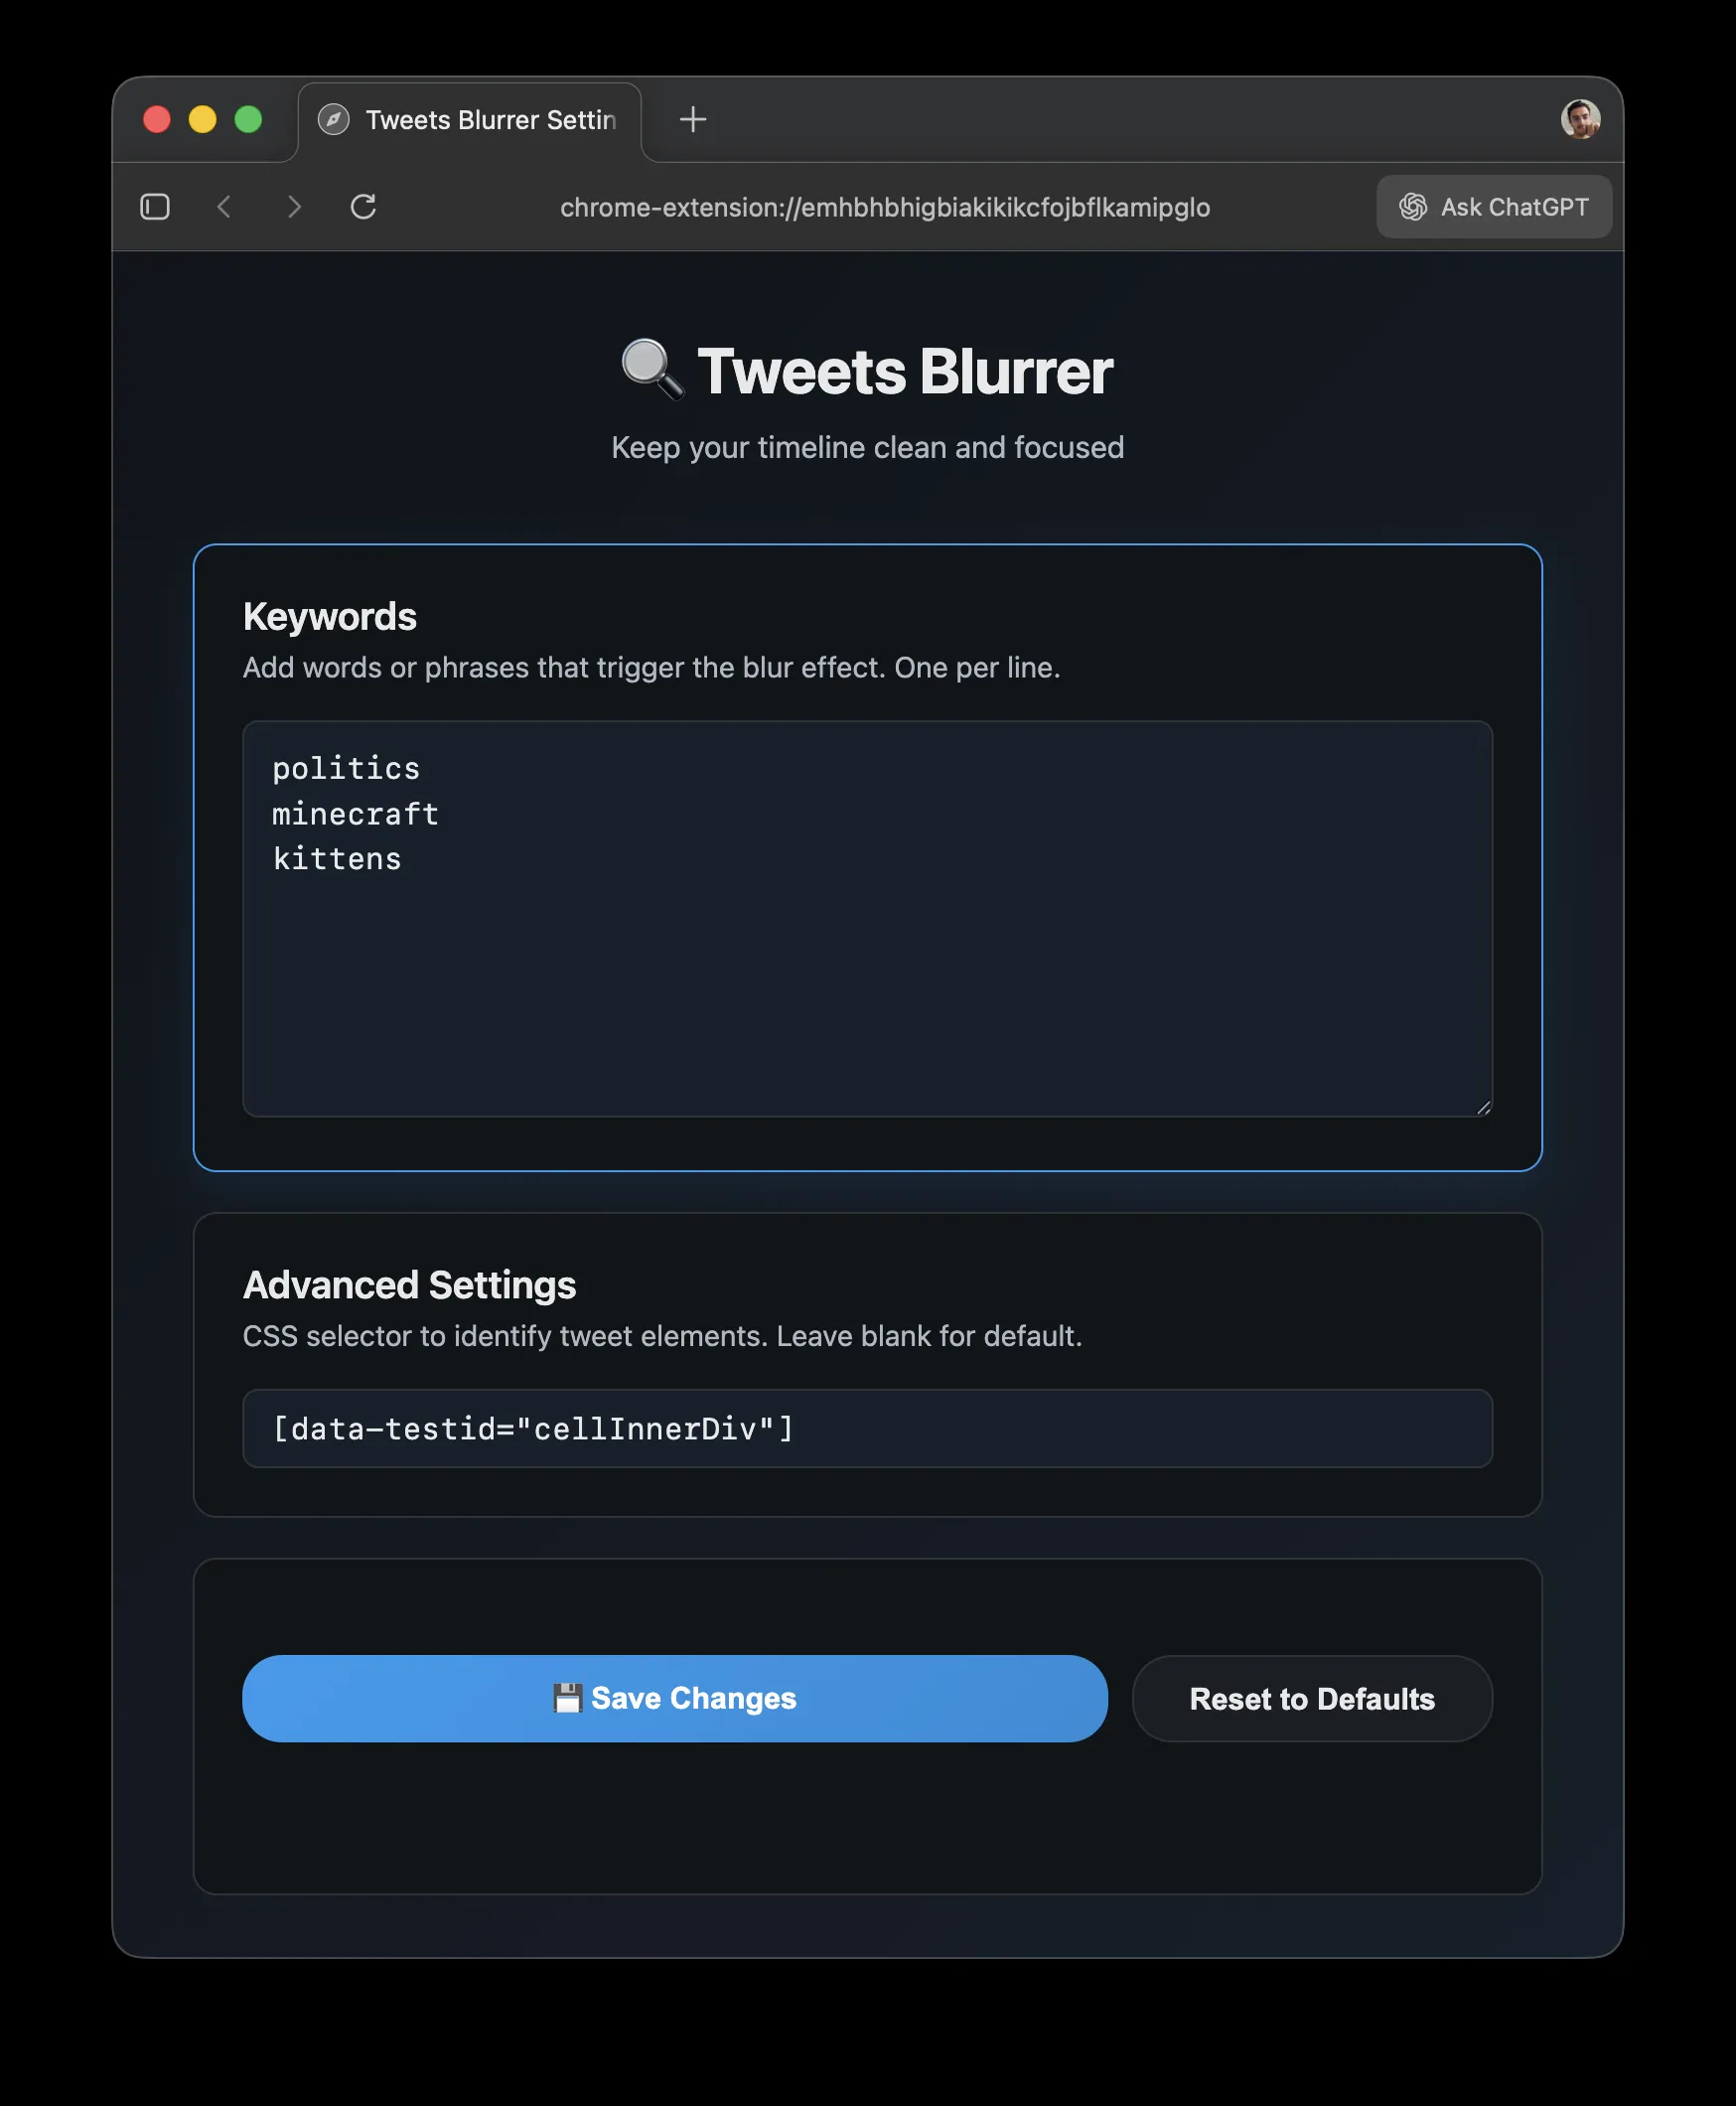 Tweets Blurrer Settin
chrome-extension://emhbhbhigbiakikikcfojbflkamipglo
Ask ChatGPT
🔍 Tweets Blurrer
Keep your timeline clean and focused
Keywords
Add words or phrases that trigger the blur effect. One per line.
politics
minecraft
kittens
Advanced Settings
CSS selector to identify tweet elements. Leave blank for default.
[data-testid="cellInnerDiv"]
💾 Save Changes
Reset to Defaults